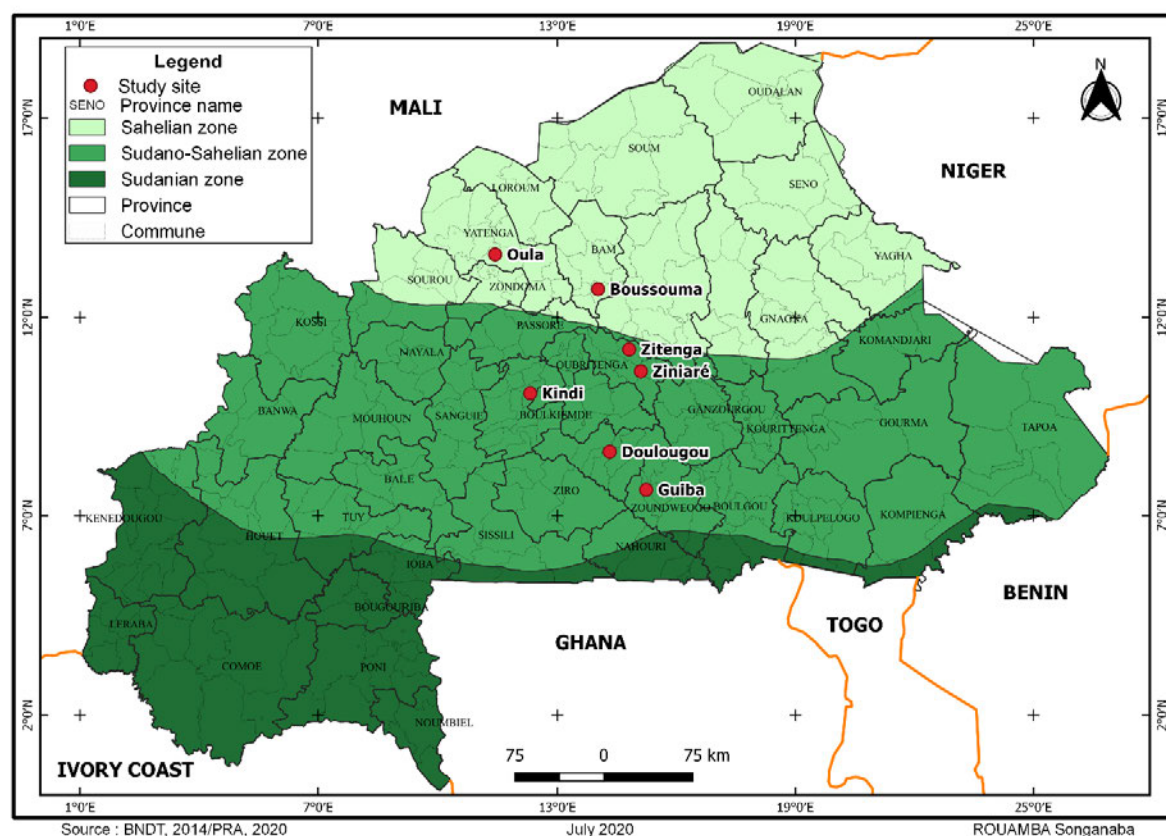 1°0'E 7°0'E 13°0'E 19°0'E 25°0'E
Legend
Study site
SENO Province name
Sahelian zone
Sudano-Sahelian zone
Sudanian zone
Province
Commune
N
MALI
NIGER
17°0'N 17°0'N
OUDALAN
SOUM
SENO
LOROUM
YATENGA
Oula
BAM
YAGHA
SOUROU
ZONDOMA
Boussouma
12°0'N 12°0'N
KOSSI
PASSORE
GNAGNA
KOMANDJARI
NAYALA
Zitenga
OUBRITENGA
Ziniaré
Kindi
BANWA
MOUHOUN
SANGUIE
BOULKIEMDE
GANZOURGOU
KOURITTENGA
GOURMA
TAPOA
Doulougou
BALE
ZIRO
Guiba
ZOUNDWEOGO
BOULGOU
KOULPELOGO
KOMPIENGA
7°0'N 7°0'N
KENEDOUGOU
TUY
HOUET
SISSILI
NAHOURI
IOBA
BOUGOURIBA
LERABA
COMOE
PONI
NOUMBIEL
GHANA
TOGO
BENIN
2°0'N 2°0'N
IVORY COAST
75 0 75 km
1°0'E 7°0'E 13°0'E 19°0'E 25°0'E
Source : BNDT, 2014/PRA, 2020 July 2020 ROUAMBA Songanaba